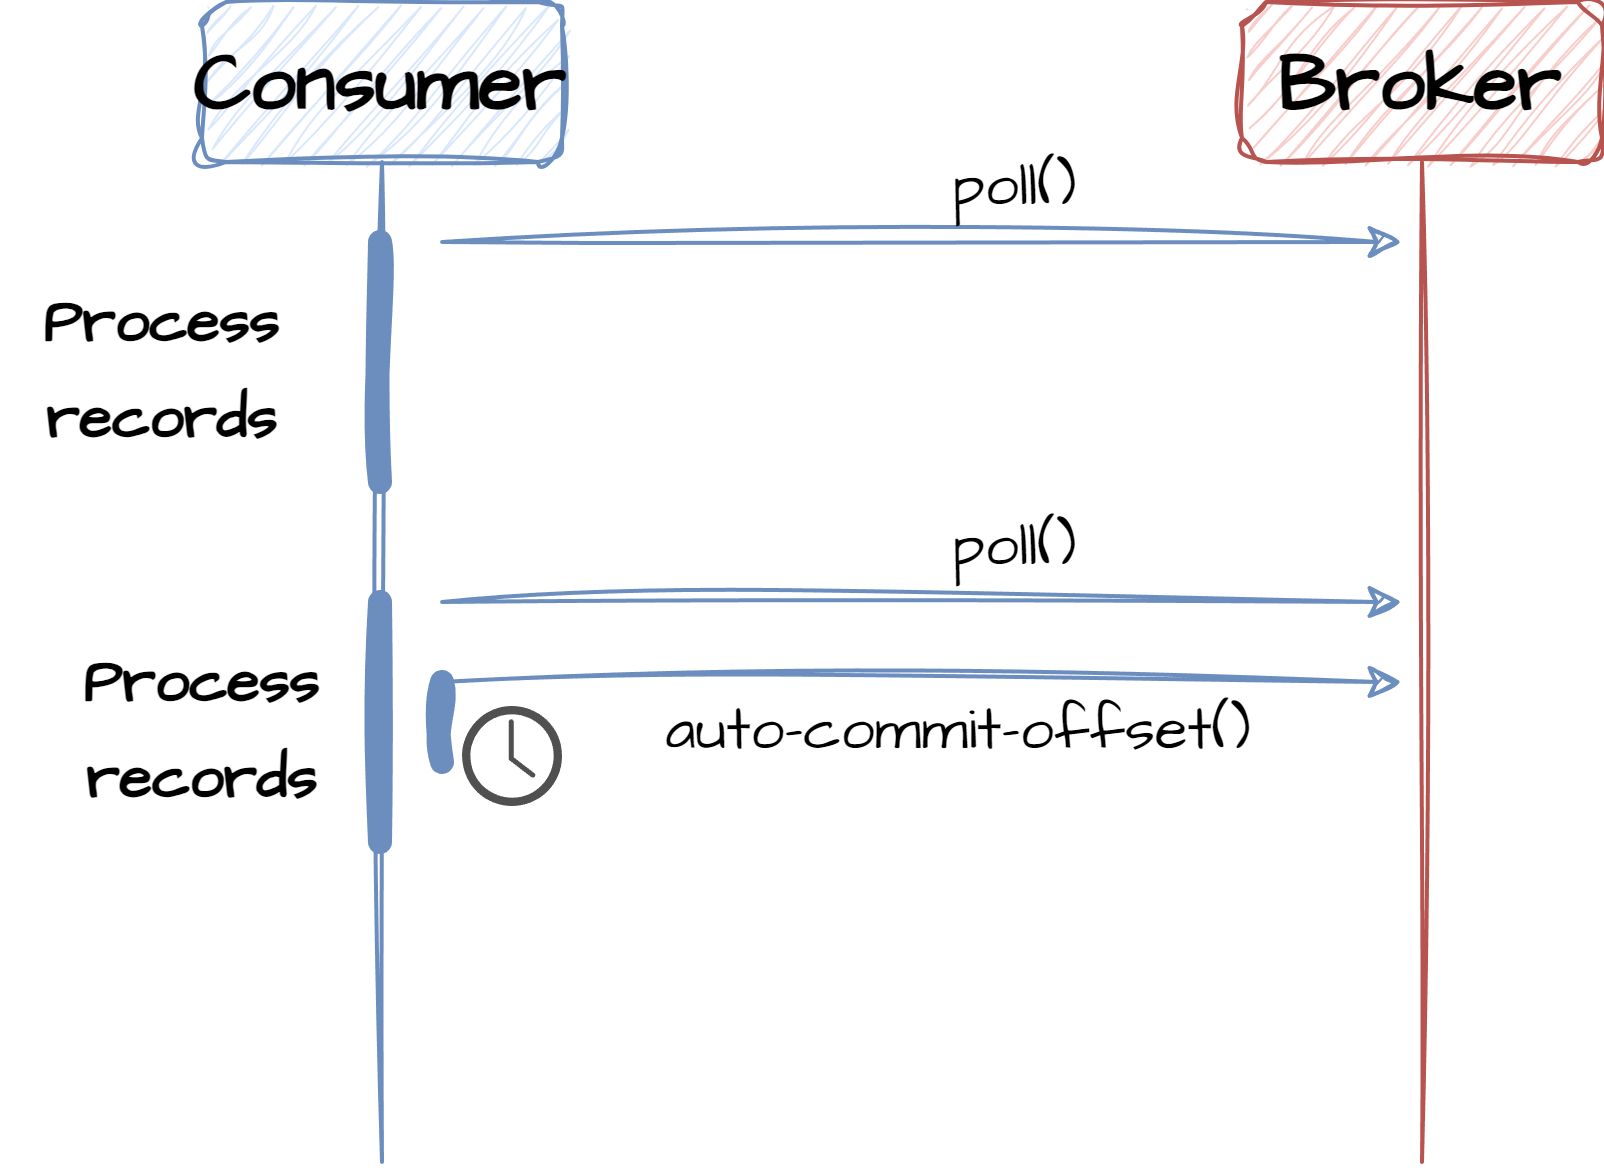 Consumer
Broker
poll()
Process
records
poll()
Process
records
auto-commit-offset()